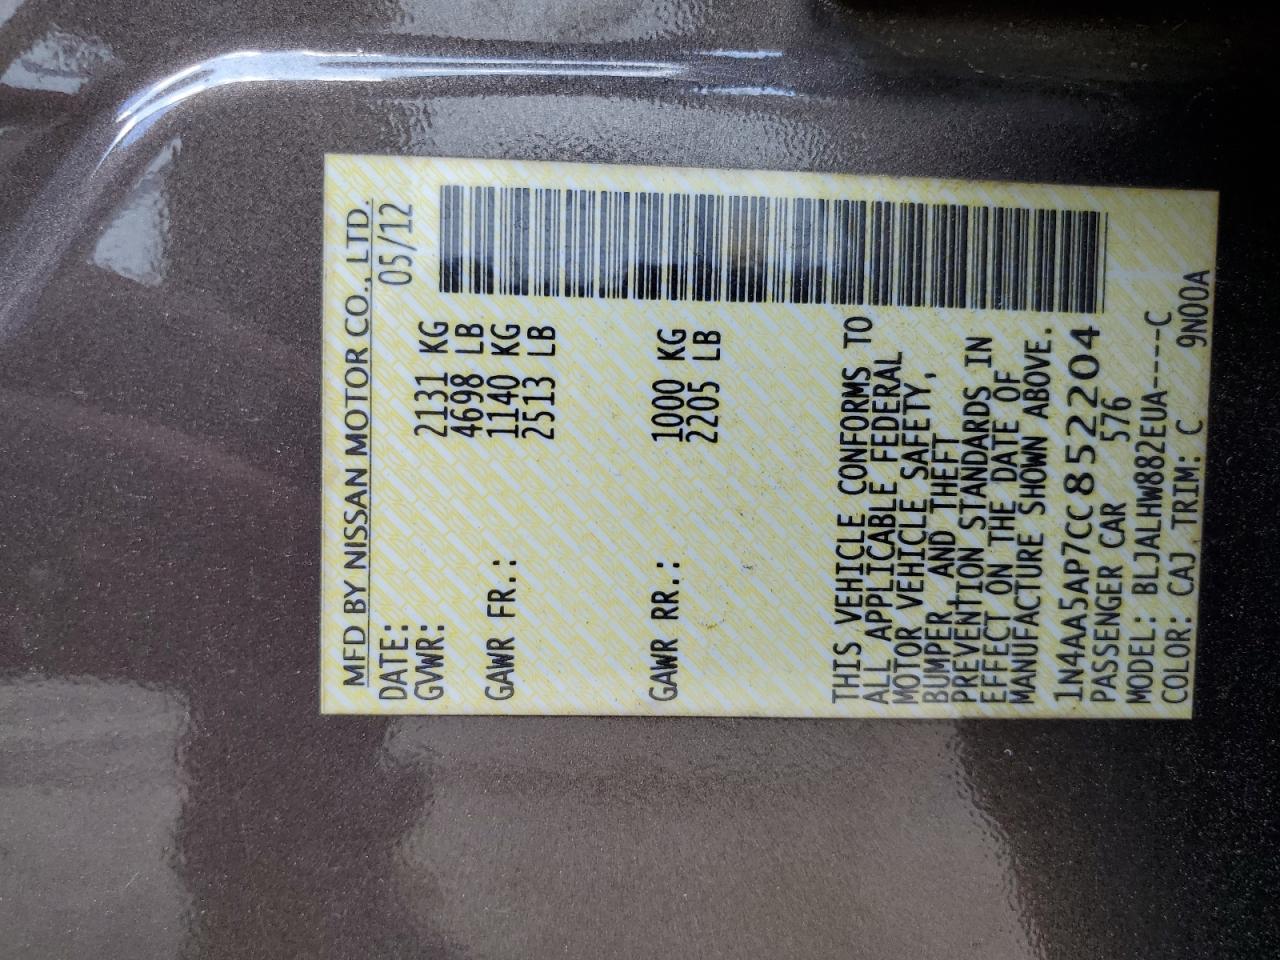 MFD BY NISSAN MOTOR CO., LTD.
DATE: 05/12
GVWR: 2131 KG
4698 LB
GAWR FR.: 1140 KG
2513 LB
GAWR RR.: 1000 KG
2205 LB
THIS VEHICLE CONFORMS TO
ALL APPLICABLE FEDERAL
MOTOR VEHICLE SAFETY,
BUMPER, AND THEFT
PREVENTION STANDARDS IN
EFFECT ON THE DATE OF
MANUFACTURE SHOWN ABOVE.
1N4AA5AP7CC852204
PASSENGER CAR 576
MODEL: BLJALHW882EUA-----C
COLOR: CAJ TRIM: C 9N00A